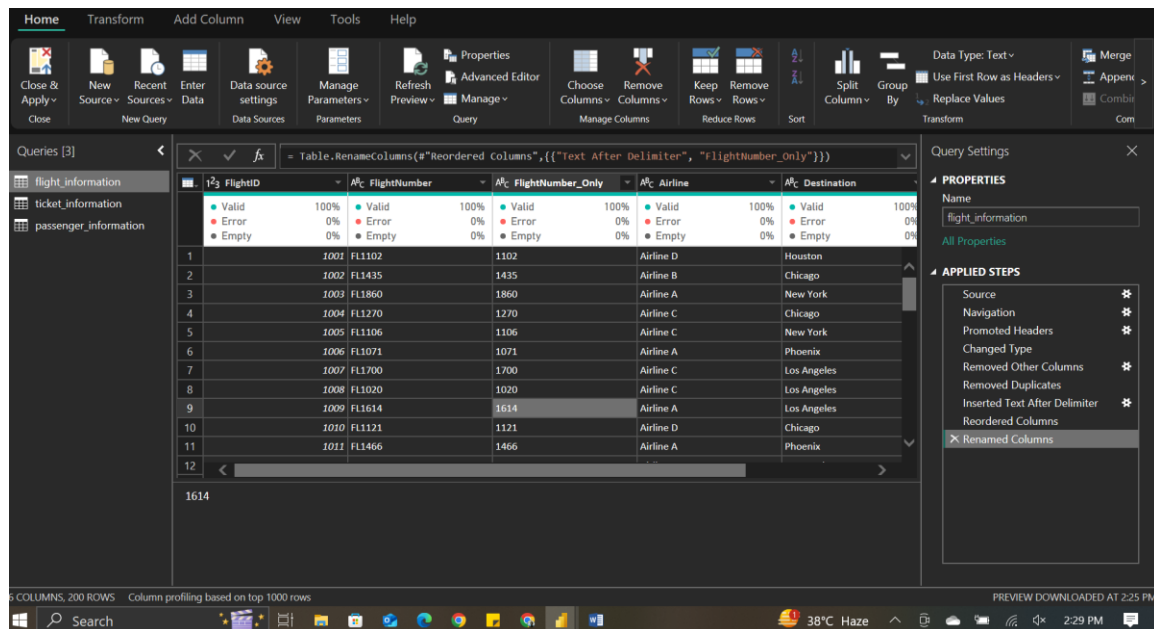 Home Transform Add Column View Tools Help
Close & Apply
New Source
Recent Sources
Enter Data
Data source settings
Manage Parameters
Refresh Preview
Properties
Advanced Editor
Manage
Choose Columns
Remove Columns
Keep Rows
Remove Rows
Split Column
Group By
Data Type: Text
Use First Row as Headers
Replace Values
Merge
Append
Combin
Close New Query Data Sources Parameters Query Manage Columns Reduce Rows Sort Transform Com
Queries [3]
flight_information
ticket_information
passenger_information
fx = Table.RenameColumns(#"Reordered Columns",{{"Text After Delimiter", "FlightNumber_Only"}})
123 FlightID ABC FlightNumber ABC FlightNumber_Only ABC Airline ABC Destination
Valid 100% Valid 100% Valid 100% Valid 100% Valid 100%
Error 0% Error 0% Error 0% Error 0% Error 0%
Empty 0% Empty 0% Empty 0% Empty 0% Empty 0%
1 1001 FL1102 1102 Airline D Houston
2 1002 FL1435 1435 Airline B Chicago
3 1003 FL1860 1860 Airline A New York
4 1004 FL1270 1270 Airline C Chicago
5 1005 FL1106 1106 Airline C New York
6 1006 FL1071 1071 Airline A Phoenix
7 1007 FL1700 1700 Airline C Los Angeles
8 1008 FL1020 1020 Airline C Los Angeles
9 1009 FL1614 1614 Airline A Los Angeles
10 1010 FL1121 1121 Airline D Chicago
11 1011 FL1466 1466 Airline A Phoenix
12
1614
Query Settings
PROPERTIES
Name
flight_information
All Properties
APPLIED STEPS
Source
Navigation
Promoted Headers
Changed Type
Removed Other Columns
Removed Duplicates
Inserted Text After Delimiter
Reordered Columns
Renamed Columns
6 COLUMNS, 200 ROWS Column profiling based on top 1000 rows PREVIEW DOWNLOADED AT 2:25 PM
Search 38°C Haze 2:29 PM